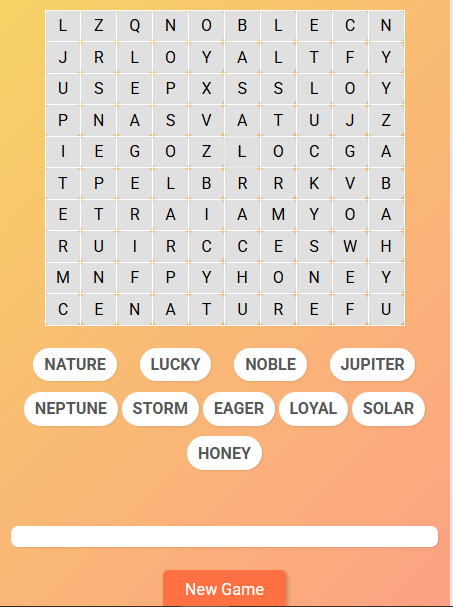 L Z Q N O B L E C N
J R L O Y A L T F Y
U S E P X S S L O Y
P N A S V A T U J Z
I E G O Z L O C G A
T P E L B R R K V B
E T R A I A M Y O A
R U I R C C E S W H
M N F P Y H O N E Y
C E N A T U R E F U
NATURE LUCKY NOBLE JUPITER
NEPTUNE STORM EAGER LOYAL SOLAR
HONEY
New Game